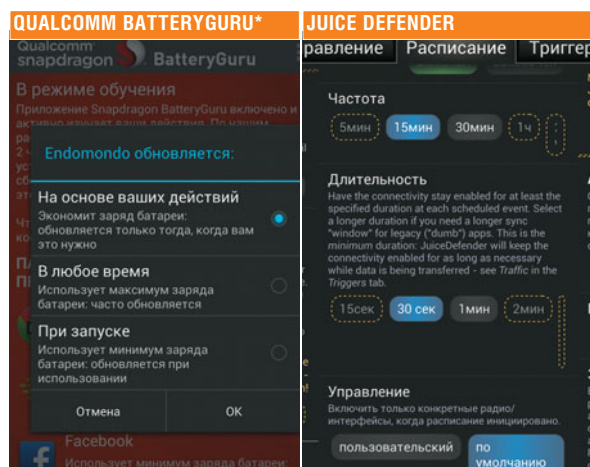 QUALCOMM BATTERYGURU*
Qualcomm
snapdragon BatteryGuru
В режиме обучения
Приложение Snapdragon BatteryGuru включено и
активно изучает ваши действия. По нашим
Endomondo обновляется:
На основе ваших действий
Экономит заряд батареи:
обновляется только тогда, когда вам
это нужно
В любое время
Использует максимум заряда
батареи: часто обновляется
При запуске
Использует минимум заряда
батареи: обновляется при
использовании
Отмена OK
Facebook
Использует минимум заряда батареи:
JUICE DEFENDER
равление Расписание Триггер
Частота
5мин 15мин 30мин 1ч
Длительность
Have the connectivity stay enabled for at least the
specified duration at each scheduled event. Select
a longer duration if you need a longer sync
"window" for legacy ("dumb") apps. This is the
minimum duration: JuiceDefender will keep the
connectivity enabled for as long as necessary
while data is being transferred - see Traffic in the
Triggers tab.
15сек 30 сек 1мин 2мин
Управление
Включить только конкретные радио/
интерфейсы, когда расписание инициировано.
пользовательский по
умолчанию